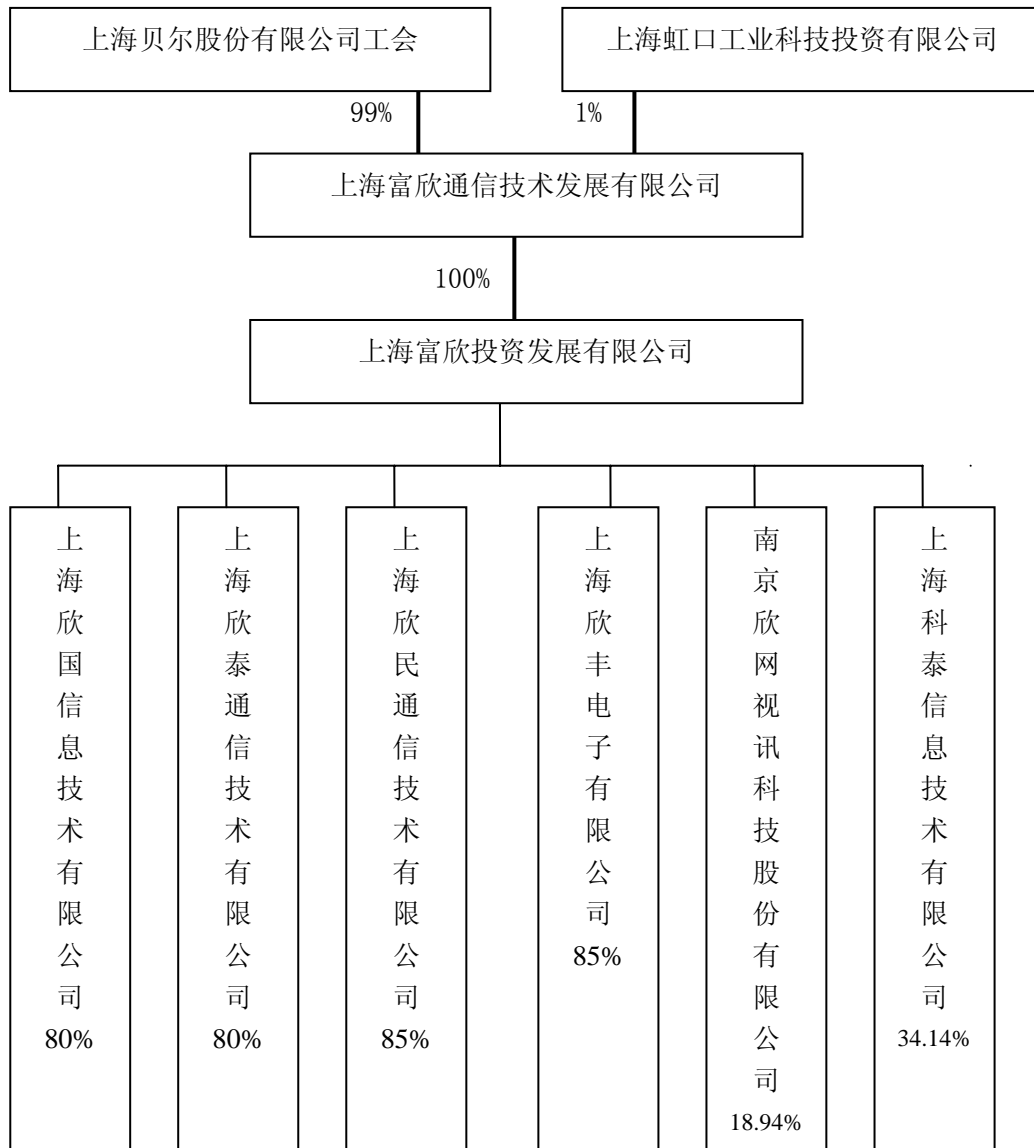 上海贝尔股份有限公司工会
上海虹口工业科技投资有限公司
99%
1%
上海富欣通信技术发展有限公司
100%
上海富欣投资发展有限公司
上海欣国信息技术有限公司
80%
上海欣泰通信技术有限公司
80%
上海欣民通信技术有限公司
85%
上海欣丰电子有限公司
85%
南京欣网视讯科技股份有限公司
18.94%
上海科泰信息技术有限公司
34.14%